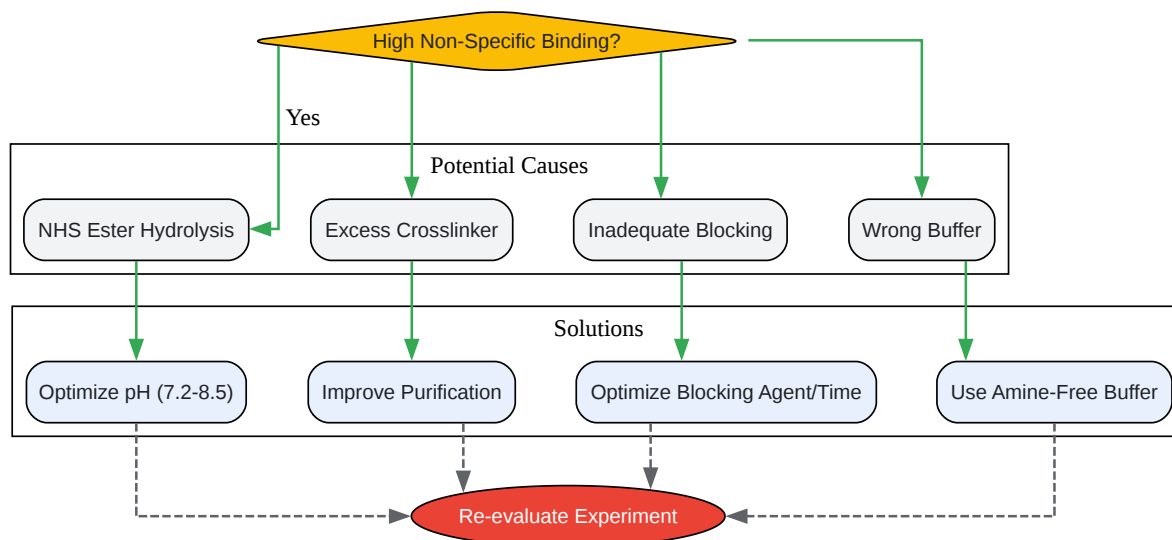 High Non-Specific Binding?
Yes
Potential Causes
NHS Ester Hydrolysis
Excess Crosslinker
Inadequate Blocking
Wrong Buffer
Solutions
Optimize pH (7.2-8.5)
Improve Purification
Optimize Blocking Agent/Time
Use Amine-Free Buffer
Re-evaluate Experiment